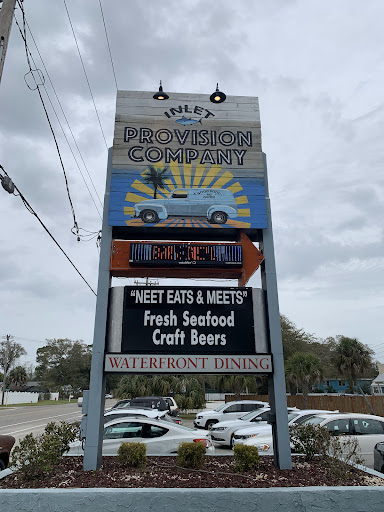 INLET
PROVISION
COMPANY
"NEET EATS & MEETS"
Fresh Seafood
Craft Beers
WATERFRONT DINING